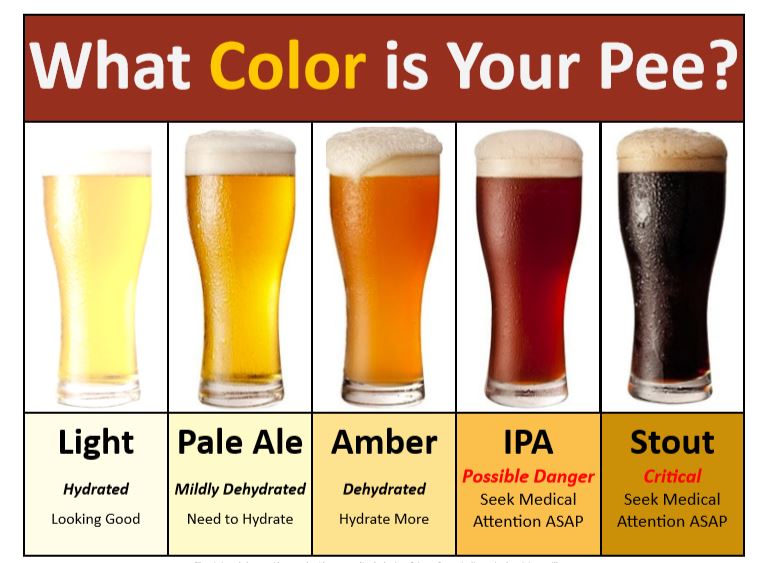 What Color is Your Pee?
Light
Hydrated
Looking Good
Pale Ale
Mildly Dehydrated
Need to Hydrate
Amber
Dehydrated
Hydrate More
IPA
Possible Danger
Seek Medical
Attention ASAP
Stout
Critical
Seek Medical
Attention ASAP